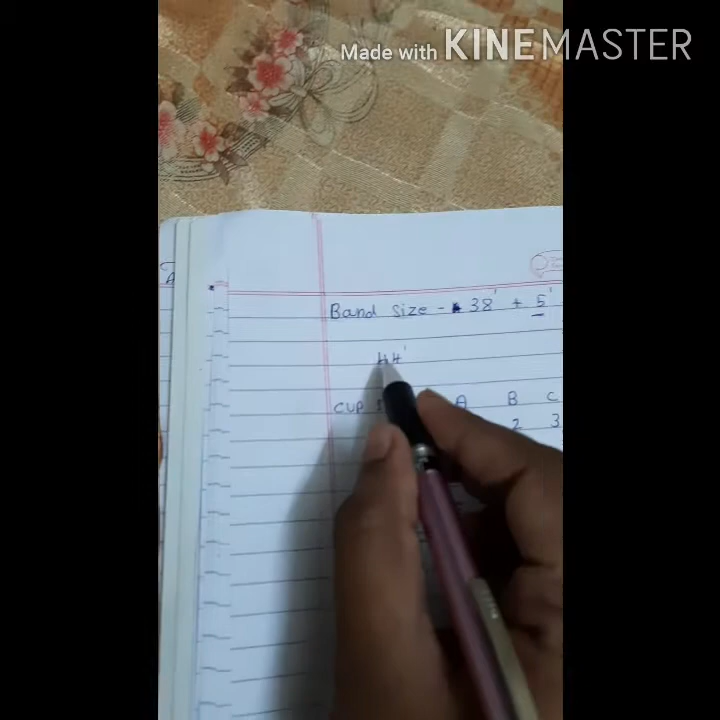 Made with KINEMASTER
Band size - 38' + 5'
44'
CUP A B C
2 3